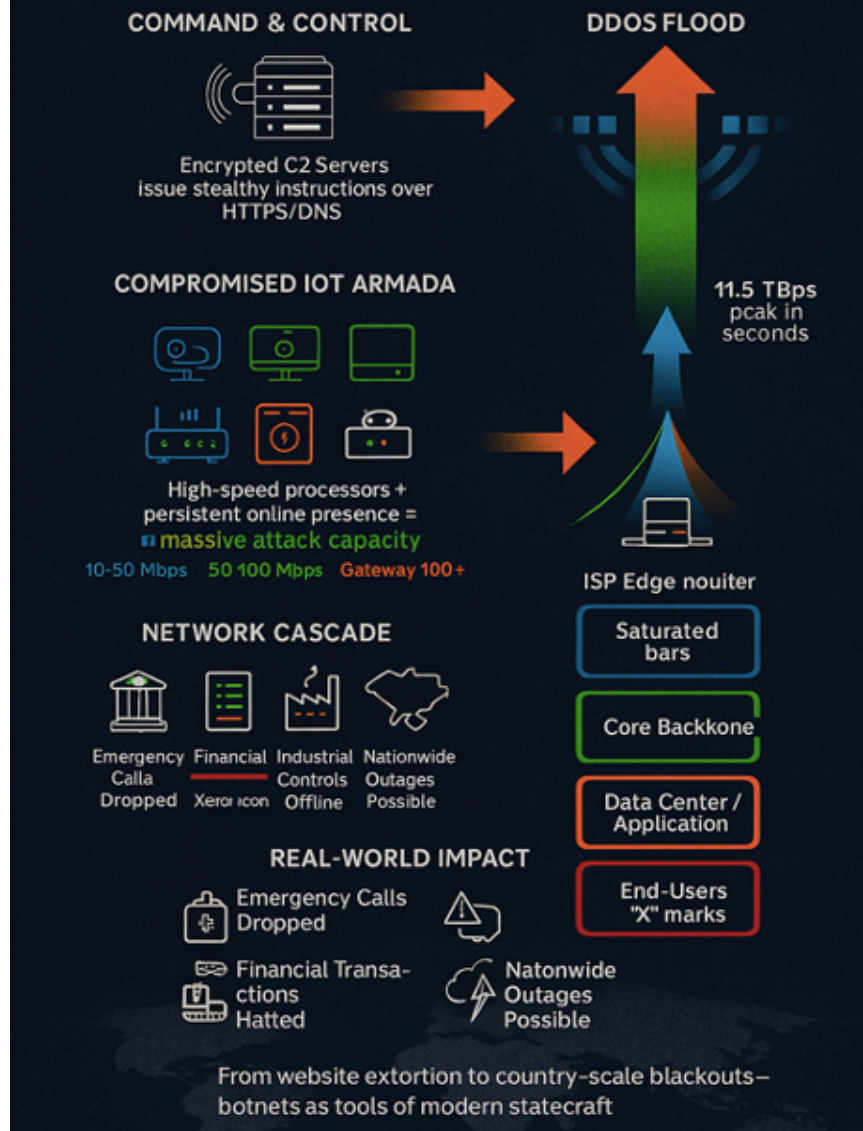 COMMAND & CONTROL
Encrypted C2 Servers
issue stealthy instructions over
HTTPS/DNS
DDOS FLOOD
11.5 TBps
pcak in
seconds
COMPROMISED IOT ARMADA
High-speed processors +
persistent online presence =
massive attack capacity
10-50 Mbps 50 100 Mbps Gateway 100+
ISP Edge nouiter
Saturated
bars
Core Backkone
Data Center /
Application
End-Users
"X" marks
NETWORK CASCADE
Emergency
Calla
Dropped
Financial
Industrial
Controls
Offline
Nationwide
Outages
Possible
REAL-WORLD IMPACT
Emergency Calls
Dropped
Financial Transa-
ctions
Hatted
Natonwide
Outages
Possible
From website extortion to country-scale blackouts—
botnets as tools of modern statecraft